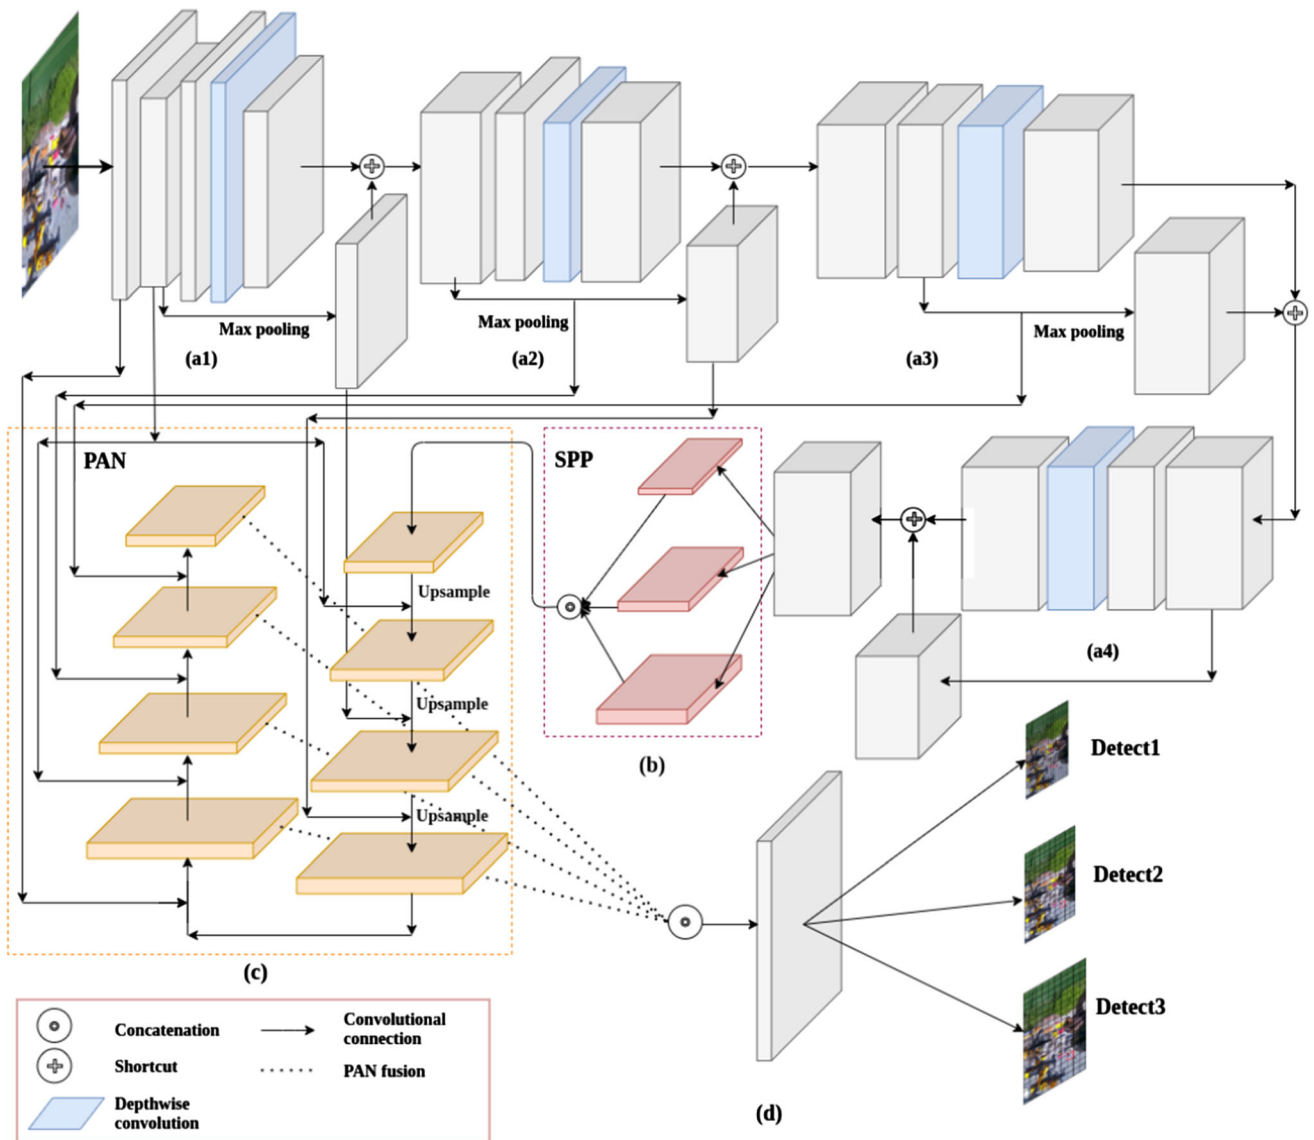 Max pooling
(a1)
Max pooling
(a2)
Max pooling
(a3)
PAN
Upsample
Upsample
Upsample
(c)
SPP
(b)
(a4)
Detect1
Detect2
Detect3
(d)
Concatenation
Convolutional
connection
Shortcut
PAN fusion
Depthwise
convolution